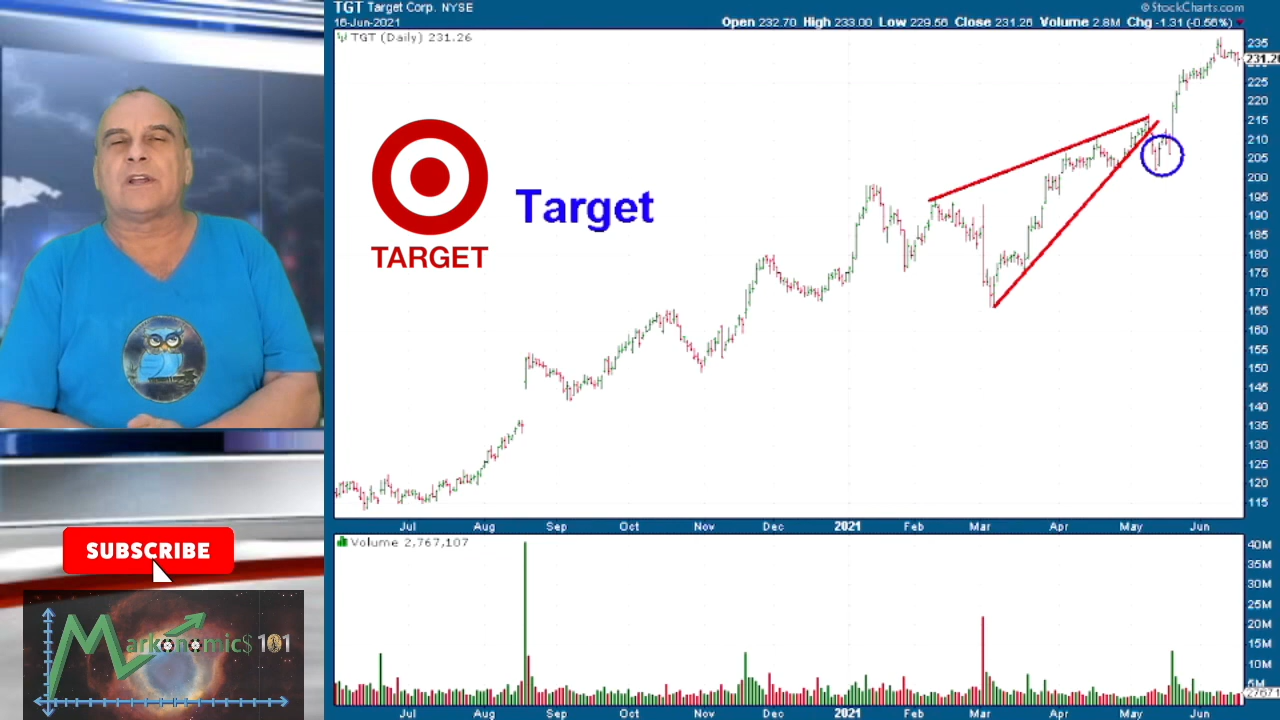 TGT Target Corp. NYSE
© StockCharts.com
16-Jun-2021
Open 232.70 High 233.00 Low 229.56 Close 231.26 Volume 2.8M Chg -1.31 (-0.56%)
TGT (Daily) 231.26
TARGET
Target
235
231.26
225
220
215
210
205
200
195
190
185
180
175
170
165
160
155
150
145
140
135
130
125
120
115
Jul Aug Sep Oct Nov Dec 2021 Feb Mar Apr May Jun
Volume 2,767,107
40M
35M
30M
25M
20M
15M
10M
5M
Jul Aug Sep Oct Nov Dec 2021 Feb Mar Apr May Jun
SUBSCRIBE
Markonomic$ 101